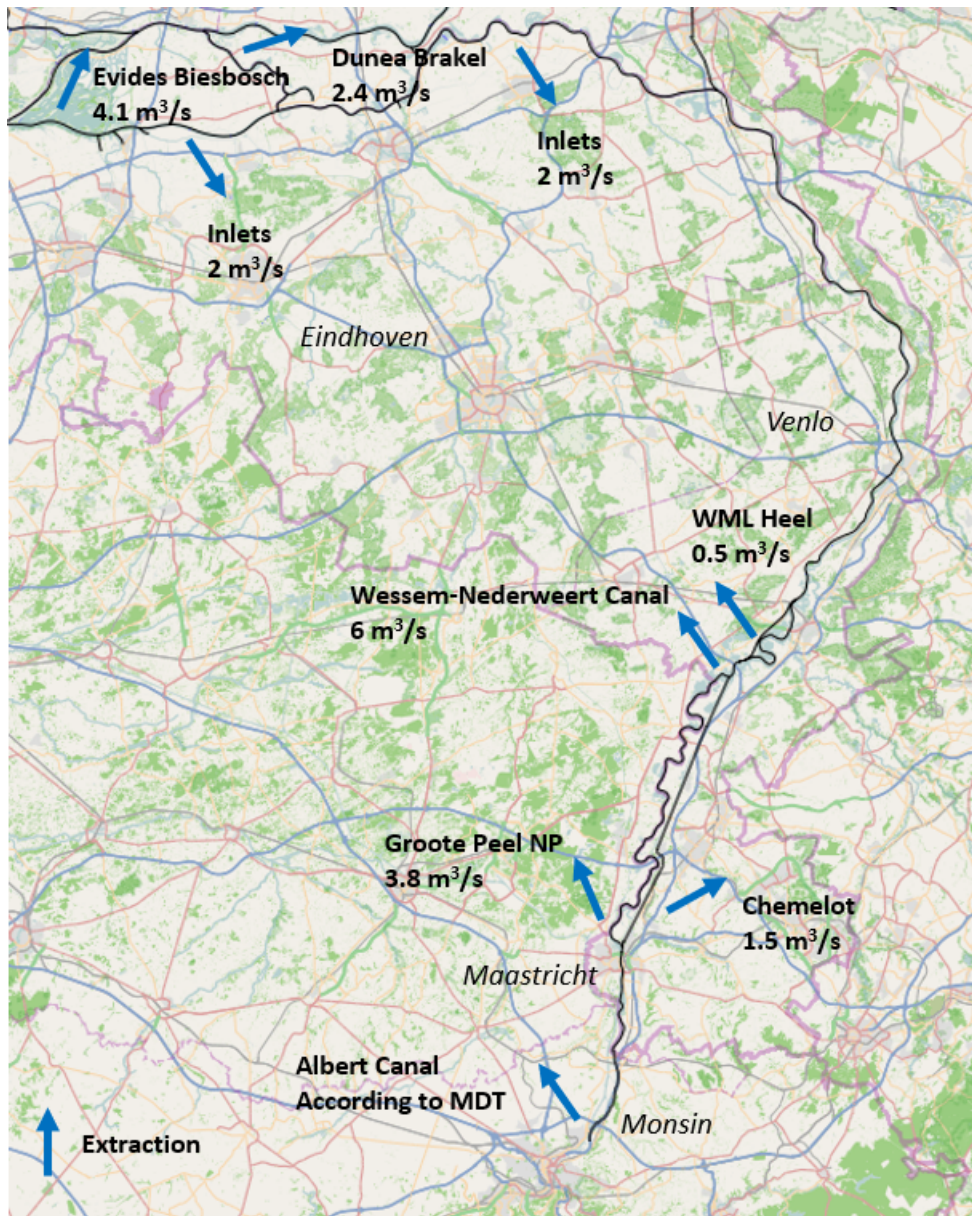 Evides Biesbosch
4.1 m³/s
Dunea Brakel
2.4 m³/s
Inlets
2 m³/s
Inlets
2 m³/s
Eindhoven
Venlo
WML Heel
0.5 m³/s
Wessem-Nederweert Canal
6 m³/s
Groote Peel NP
3.8 m³/s
Chemelot
1.5 m³/s
Maastricht
Albert Canal
According to MDT
Monsin
Extraction